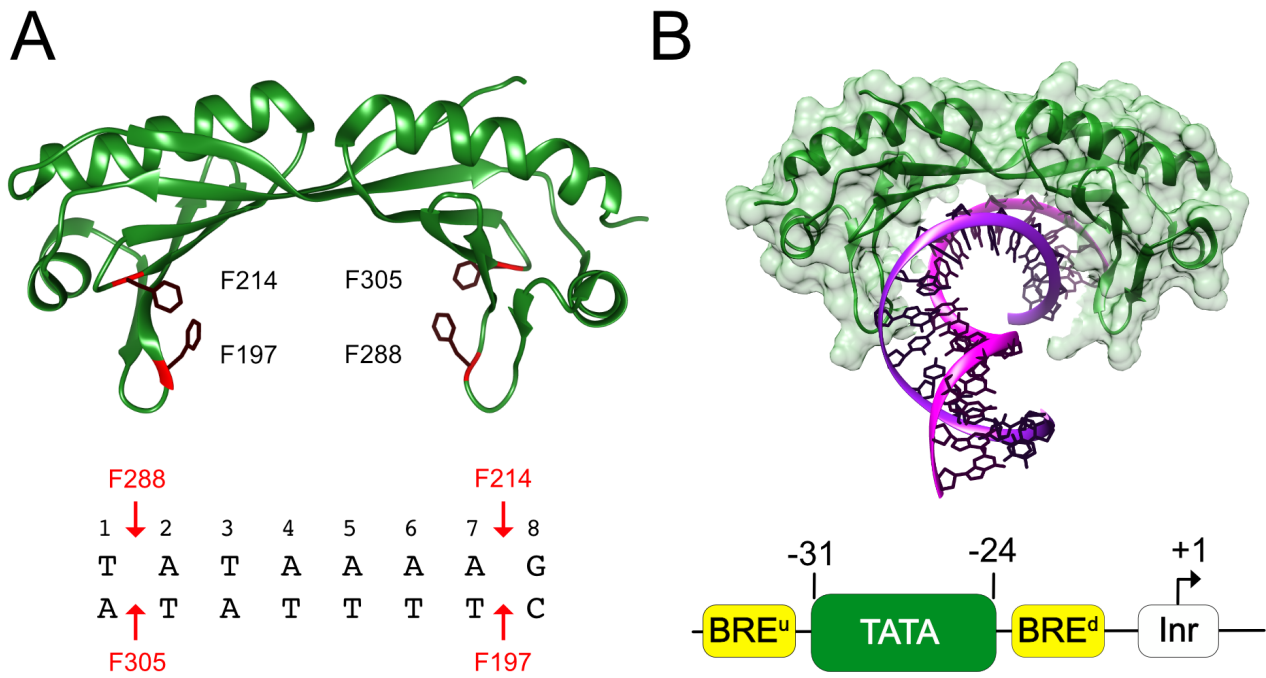 A
B
F214 F305
F197 F288
F288 F214
1 2 3 4 5 6 7 8
T A T A A A A G
A T A T T T T C
F305 F197
-31 -24 +1
BREᵘ TATA BREᵈ Inr